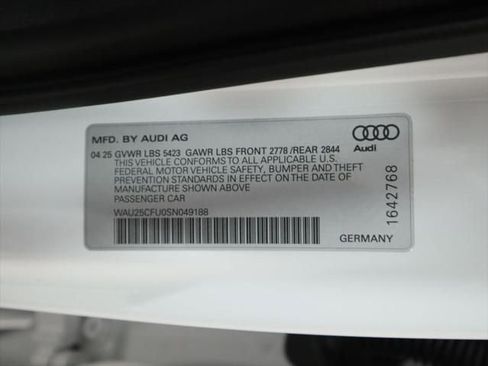 MFD. BY AUDI AG
04.25 GVWR LBS 5423 GAWR LBS FRONT 2778 /REAR 2844
THIS VEHICLE CONFORMS TO ALL APPLICABLE U.S.
FEDERAL MOTOR VEHICLE SAFETY, BUMPER AND THEFT
PREVENTION STANDARDS IN EFFECT ON THE DATE OF
MANUFACTURE SHOWN ABOVE
PASSENGER CAR
WAU25CFU0SN049188
Audi
1642768
GERMANY